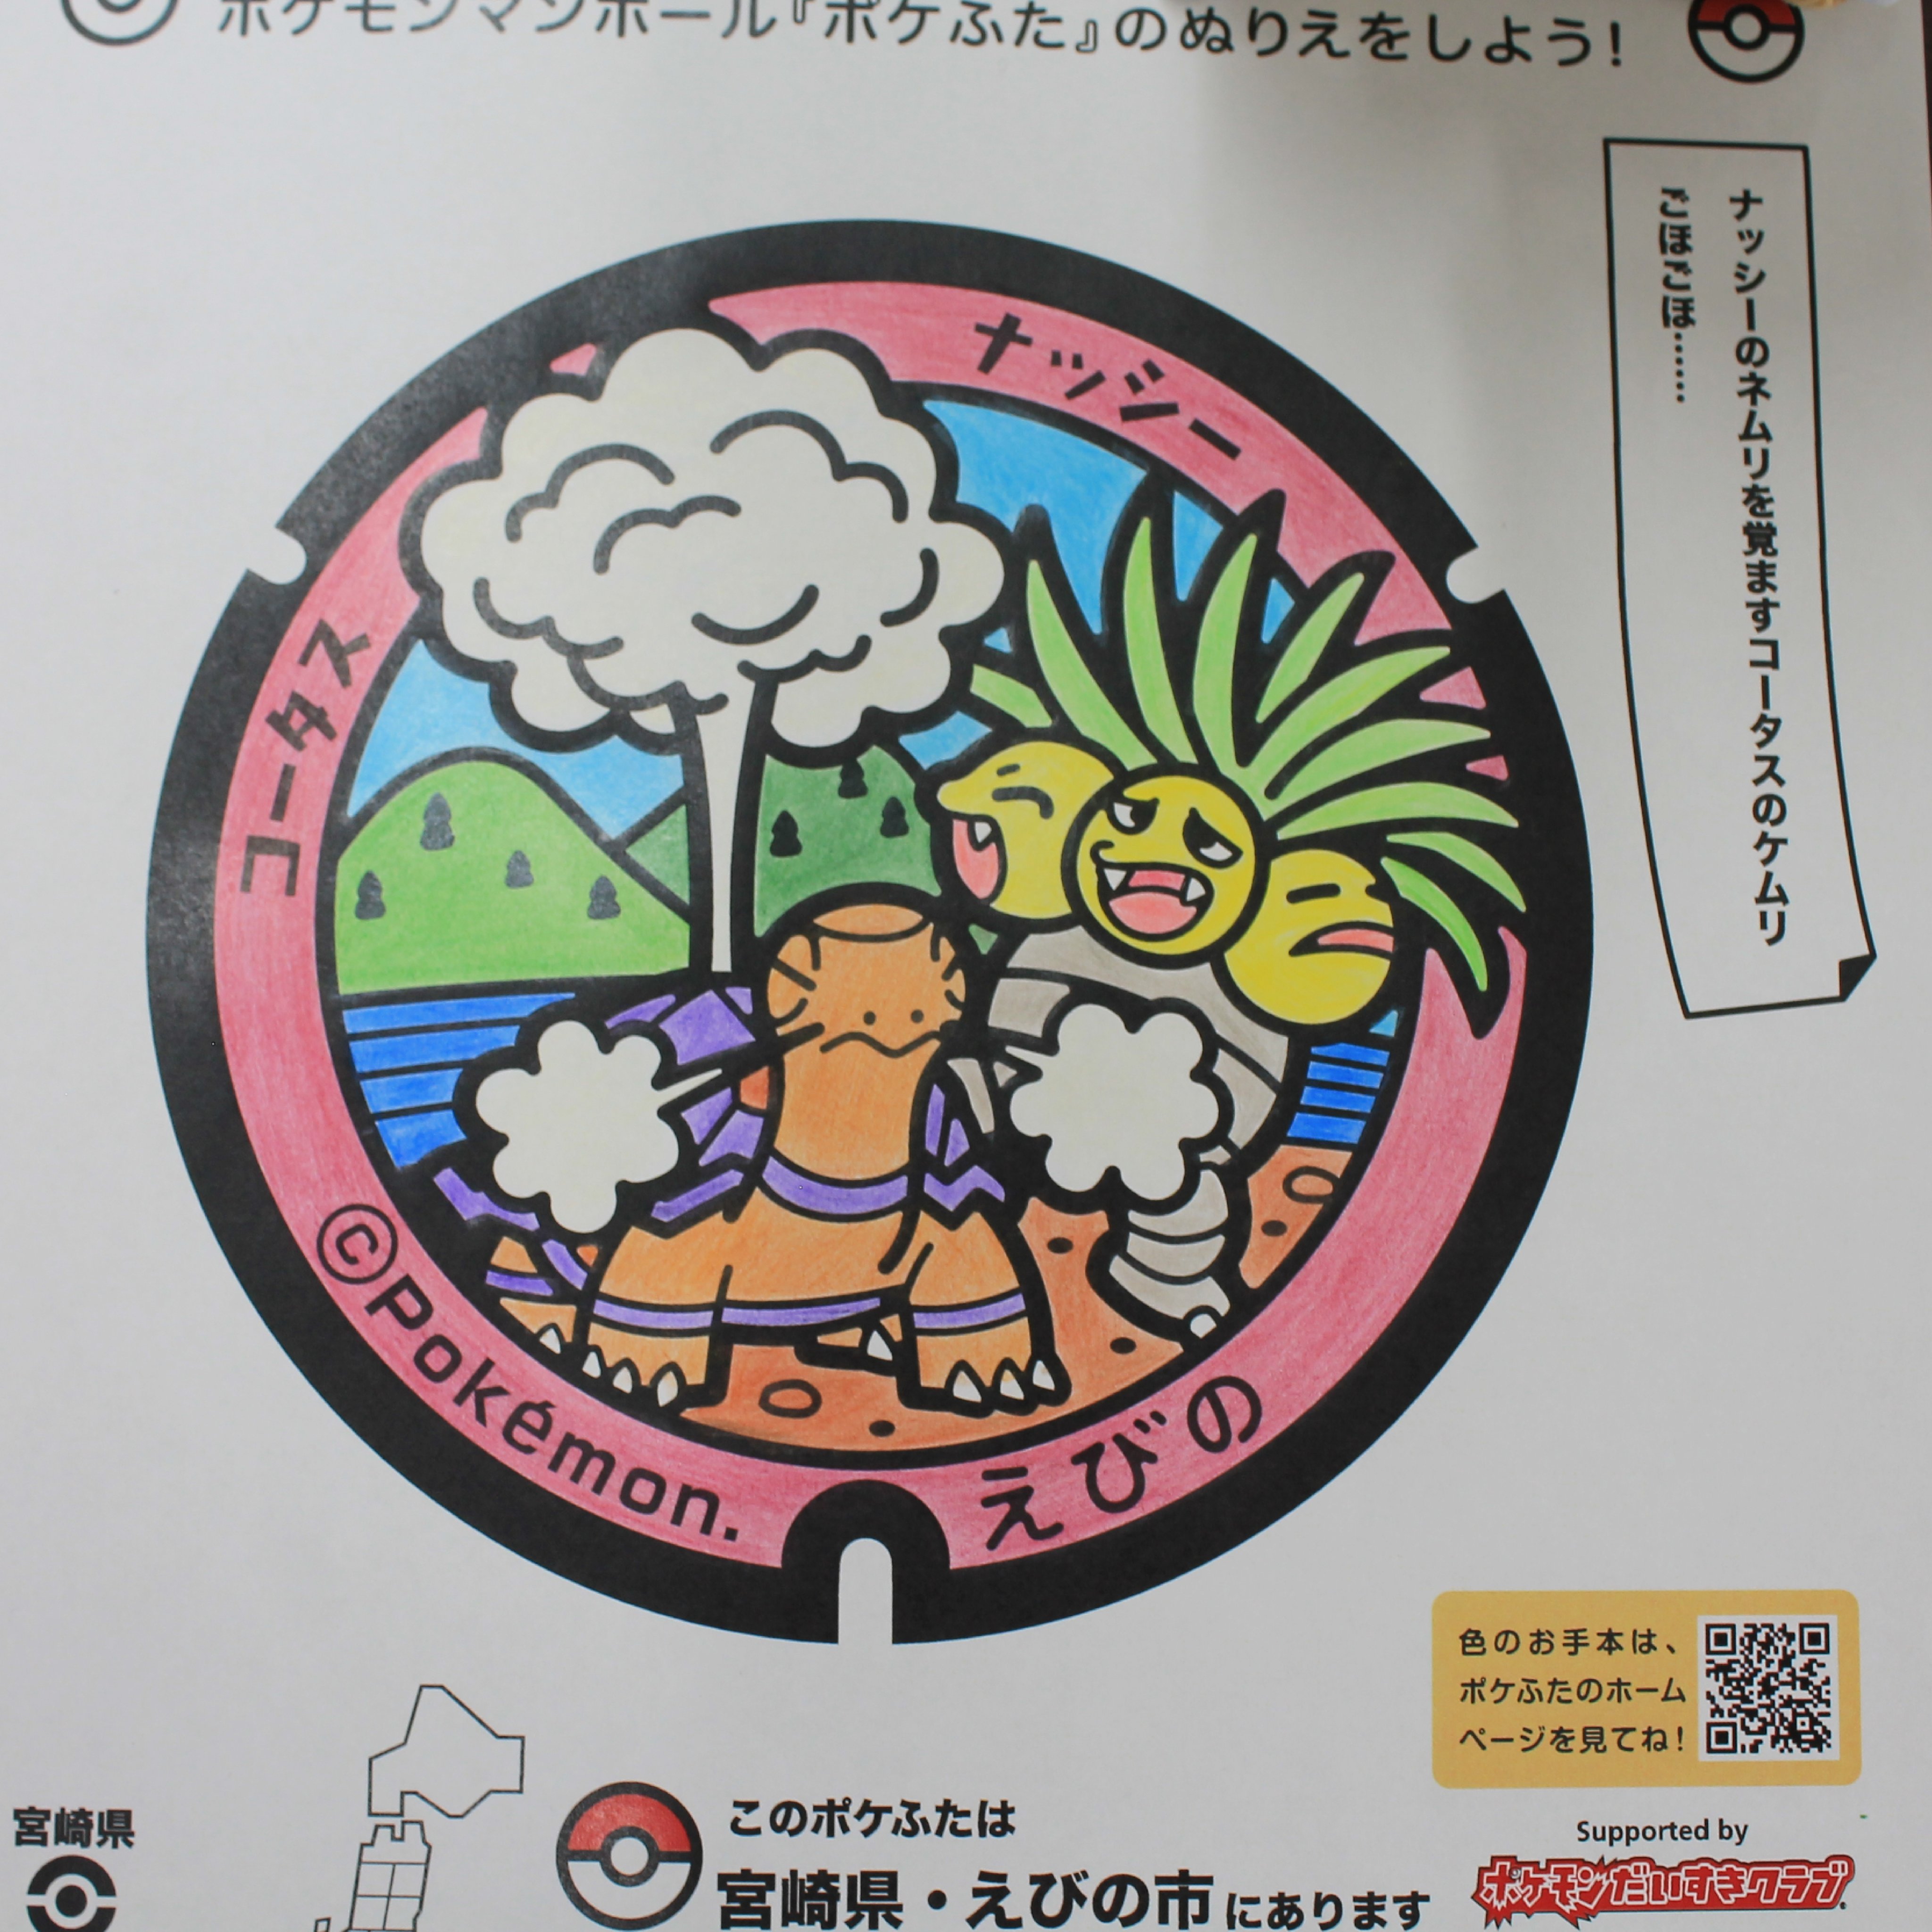 ポケモンマンホール『ポケふた』のぬりえをしよう!
ナッシーのネムリを覚ますコータスのケムリ
ごほごほ……
ナッシー
コータス
©Pokémon.
えびの
色のお手本は、
ポケふたのホーム
ページを見てね!
宮崎県
このポケふたは
宮崎県・えびの市にあります
Supported by
ポケモンだいすきクラブ